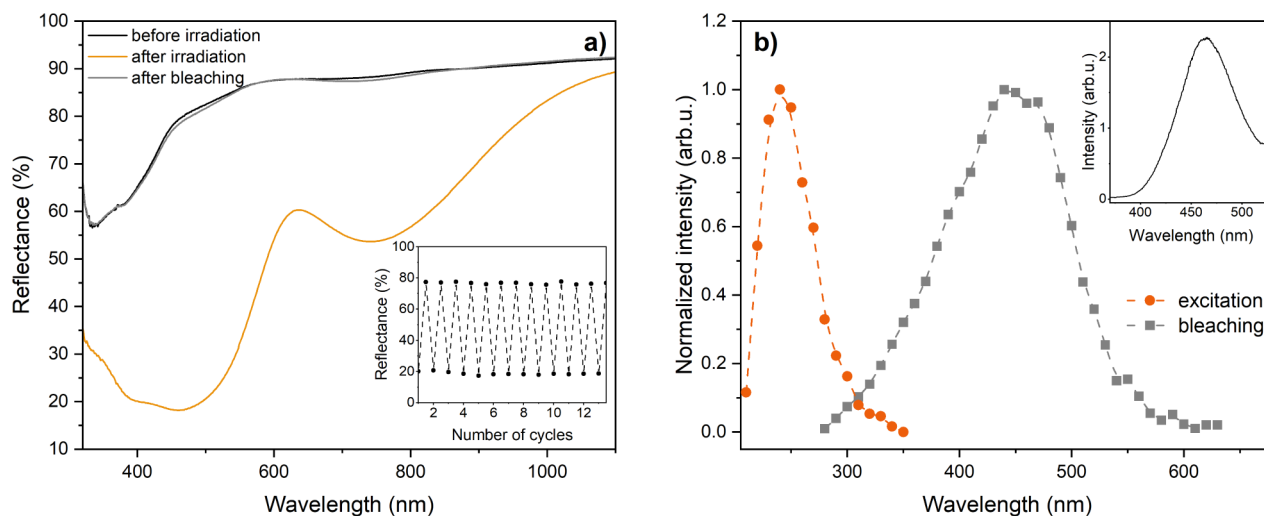 a)
before irradiation
after irradiation
after bleaching
Reflectance (%)
100
90
80
70
60
50
40
30
20
10
400
600
800
1000
Wavelength (nm)
Reflectance (%)
100
80
60
40
20
0
2
4
6
8
10
12
Number of cycles
b)
Normalized intensity (arb.u.)
1.2
1.0
0.8
0.6
0.4
0.2
0.0
300
400
500
600
Wavelength (nm)
excitation
bleaching
Intensity (arb.u.)
2
1
0
400
450
500
Wavelength (nm)